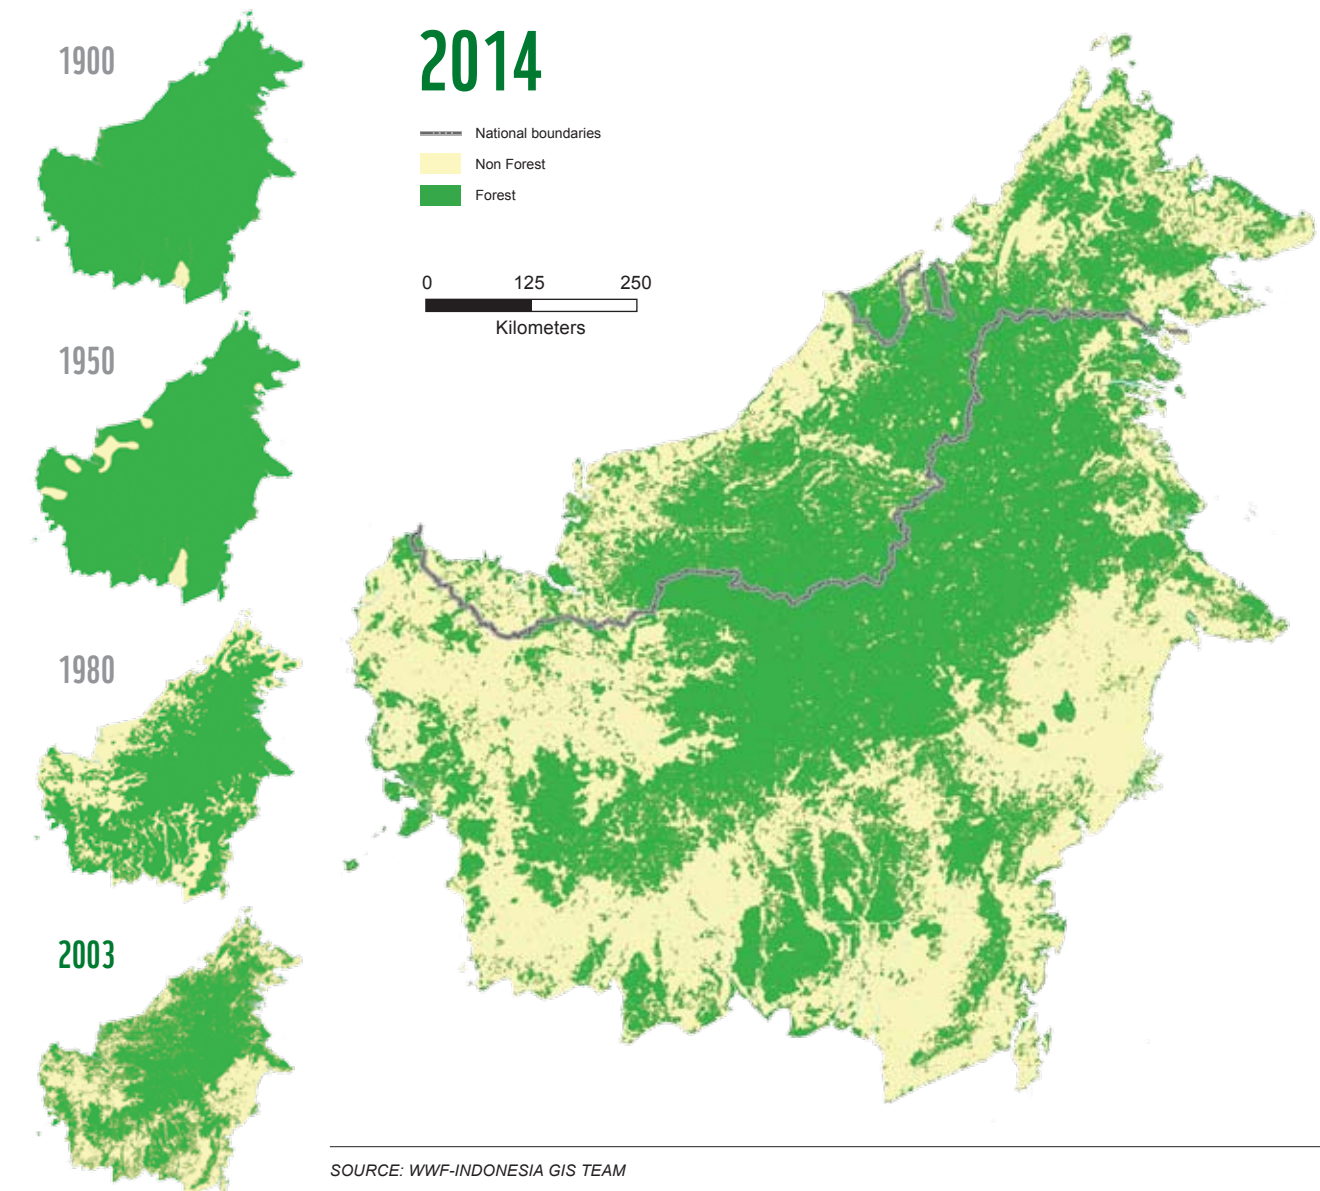 1900
1950
1980
2003
2014
National boundaries
Non Forest
Forest
0 125 250
Kilometers
SOURCE: WWF-INDONESIA GIS TEAM